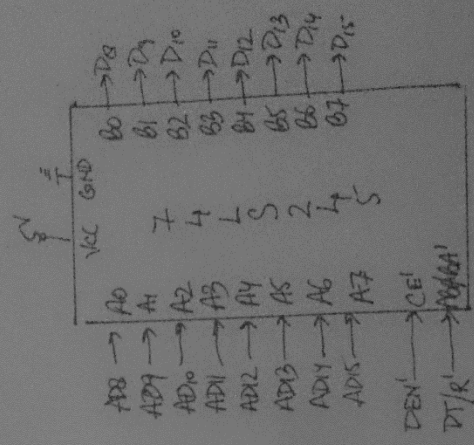 5V
VCC GND
AD8 → A0 B0 → D8
AD9 → A1 B1 → D9
AD10 → A2 B2 → D10
AD11 → A3 B3 → D11
AD12 → A4 B4 → D12
AD13 → A5 B5 → D13
AD14 → A6 B6 → D14
AD15 → A7 B7 → D15
74LS245
DEN' → CE'
DT/R' →